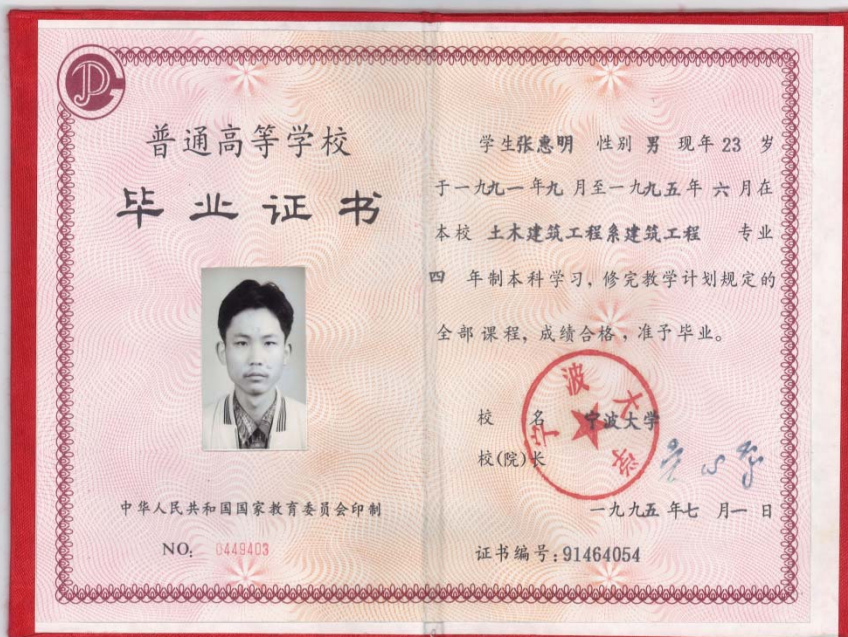 普通高等学校
毕业证书
中华人民共和国国家教育委员会印制
NO: 0449403
学生张惠明 性别 男 现年 23 岁
于一九九一年九 月至一九九五年 六 月在
本校 土木建筑工程系建筑工程 专业
四 年制本科学习, 修完教学计划规定的
全部课程, 成绩合格, 准予毕业。
宁波大学
校 名 宁波大学
校(院)长
一九九五年七 月一 日
证书编号:91464054